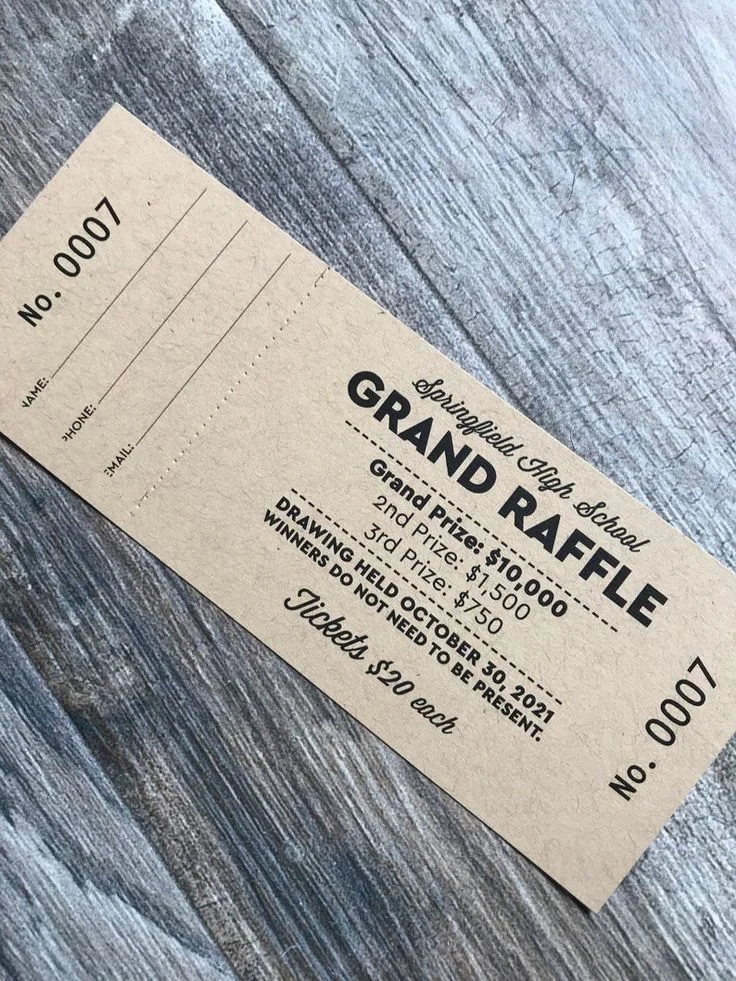 No. 0007
NAME:
PHONE:
EMAIL:
Springfield High School
GRAND RAFFLE
Grand Prize: $10,000
2nd Prize: $1,500
3rd Prize: $750
DRAWING HELD OCTOBER 30, 2021
WINNERS DO NOT NEED TO BE PRESENT.
Tickets $20 each
No. 0007